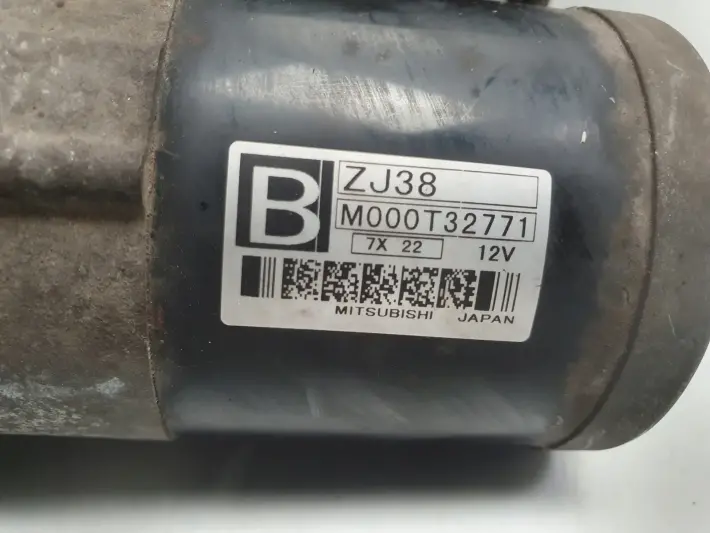 B
ZJ38
M000T32771
7X 22 12V
MITSUBISHI JAPAN